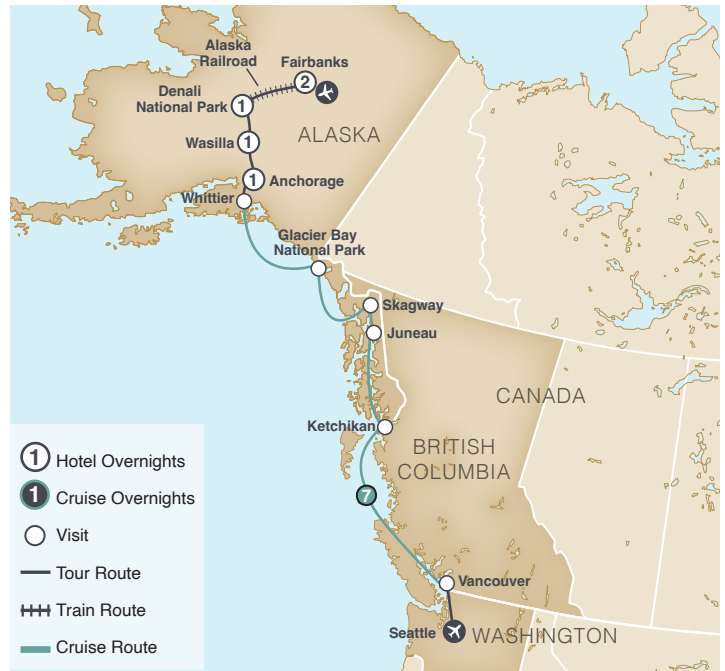 Alaska
Railroad
Fairbanks
2
Denali
National Park
1
ALASKA
Wasilla
1
1
Anchorage
Whittier
Glacier Bay
National Park
Skagway
Juneau
CANADA
Ketchikan
BRITISH
COLUMBIA
7
Vancouver
Seattle
WASHINGTON
1 Hotel Overnights
1 Cruise Overnights
Visit
Tour Route
Train Route
Cruise Route